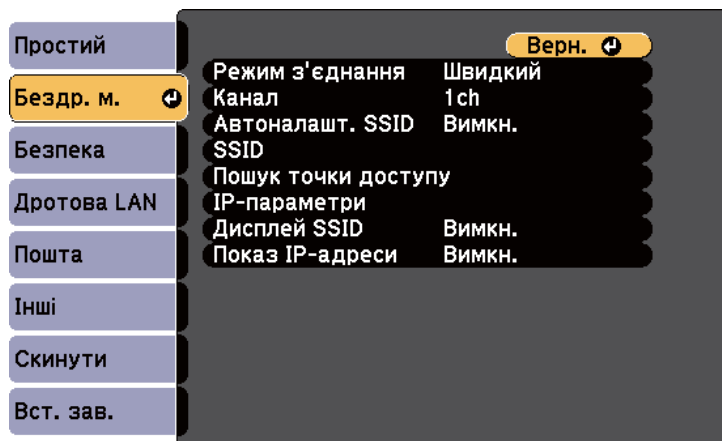 Простий
Бездр. м.
Безпека
Дротова LAN
Пошта
Інші
Скинути
Вст. зав.
Верн.
Режим з'єднання Швидкий
Канал 1ch
Автоналашт. SSID Вимкн.
SSID
Пошук точки доступу
IP-параметри
Дисплей SSID Вимкн.
Показ IP-адреси Вимкн.